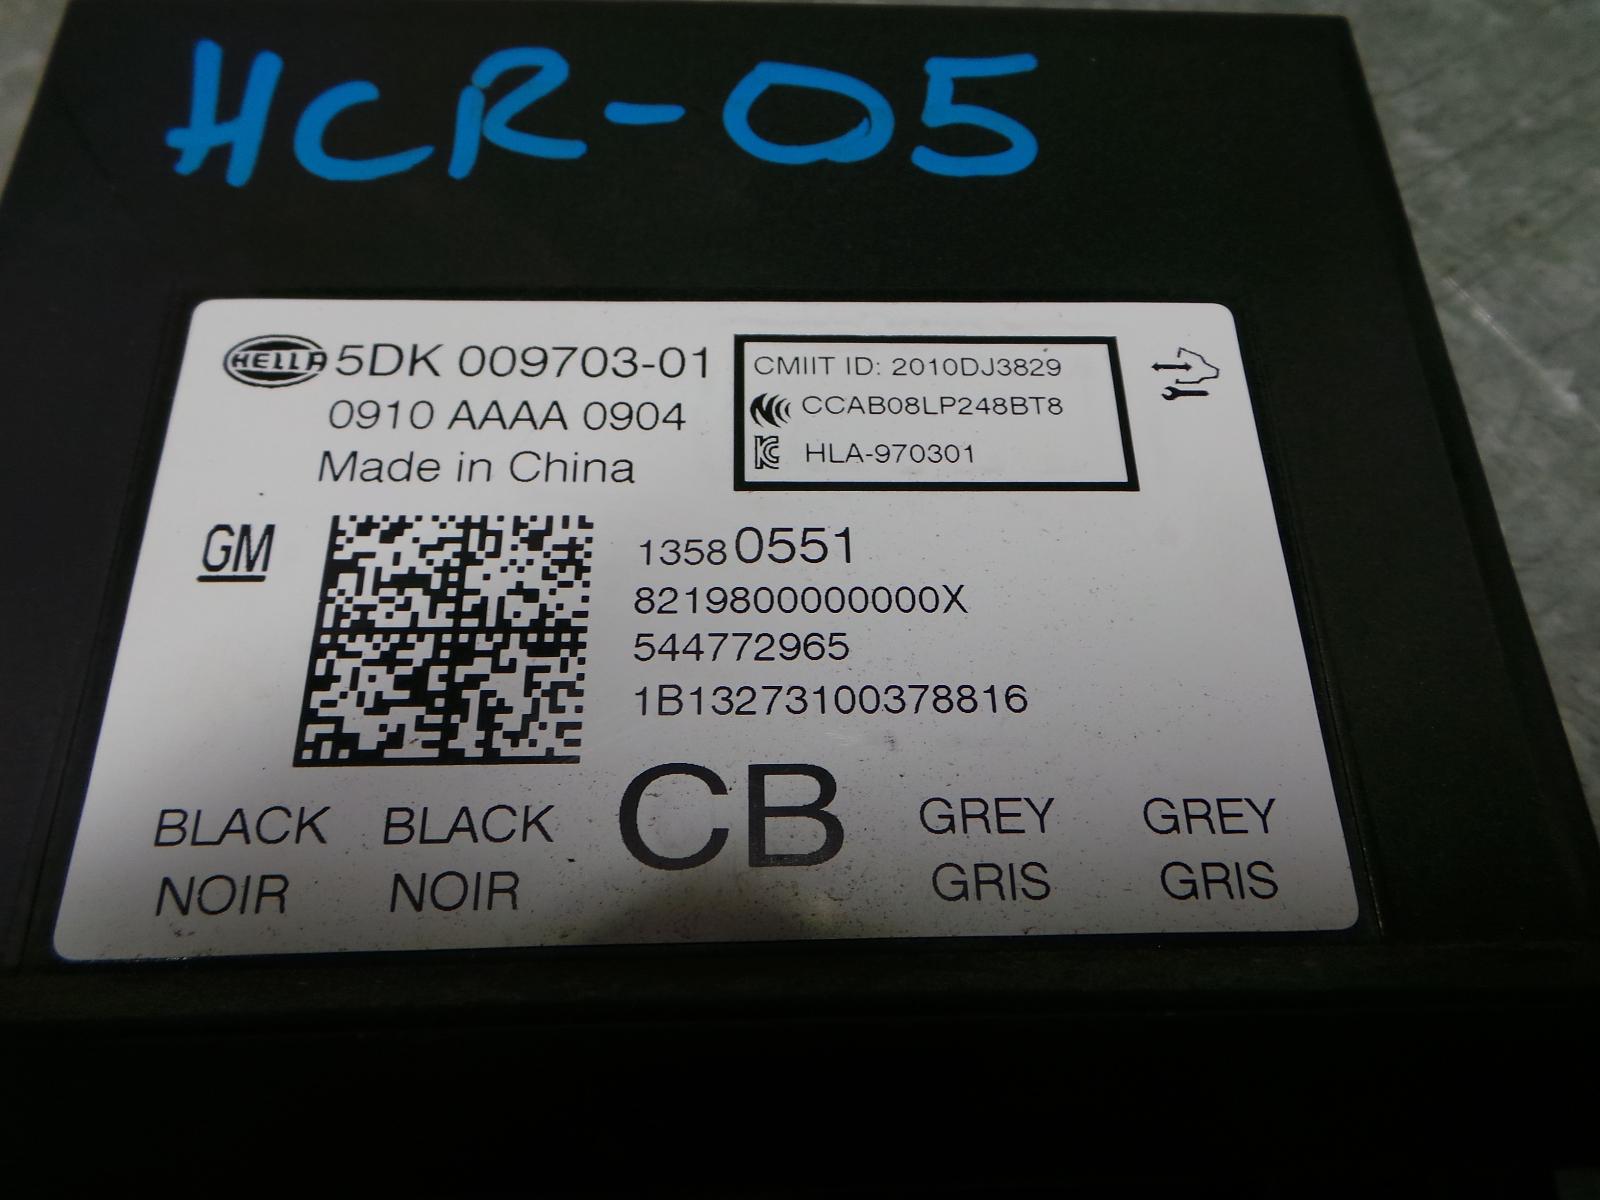 HCR-05
HELLA 5DK 009703-01
0910 AAAA 0904
Made in China
CMIIT ID: 2010DJ3829
CCAB08LP248BT8
HLA-970301
GM
13580551
8219800000000X
544772965
1B13273100378816
CB
BLACK BLACK GREY GREY
NOIR NOIR GRIS GRIS